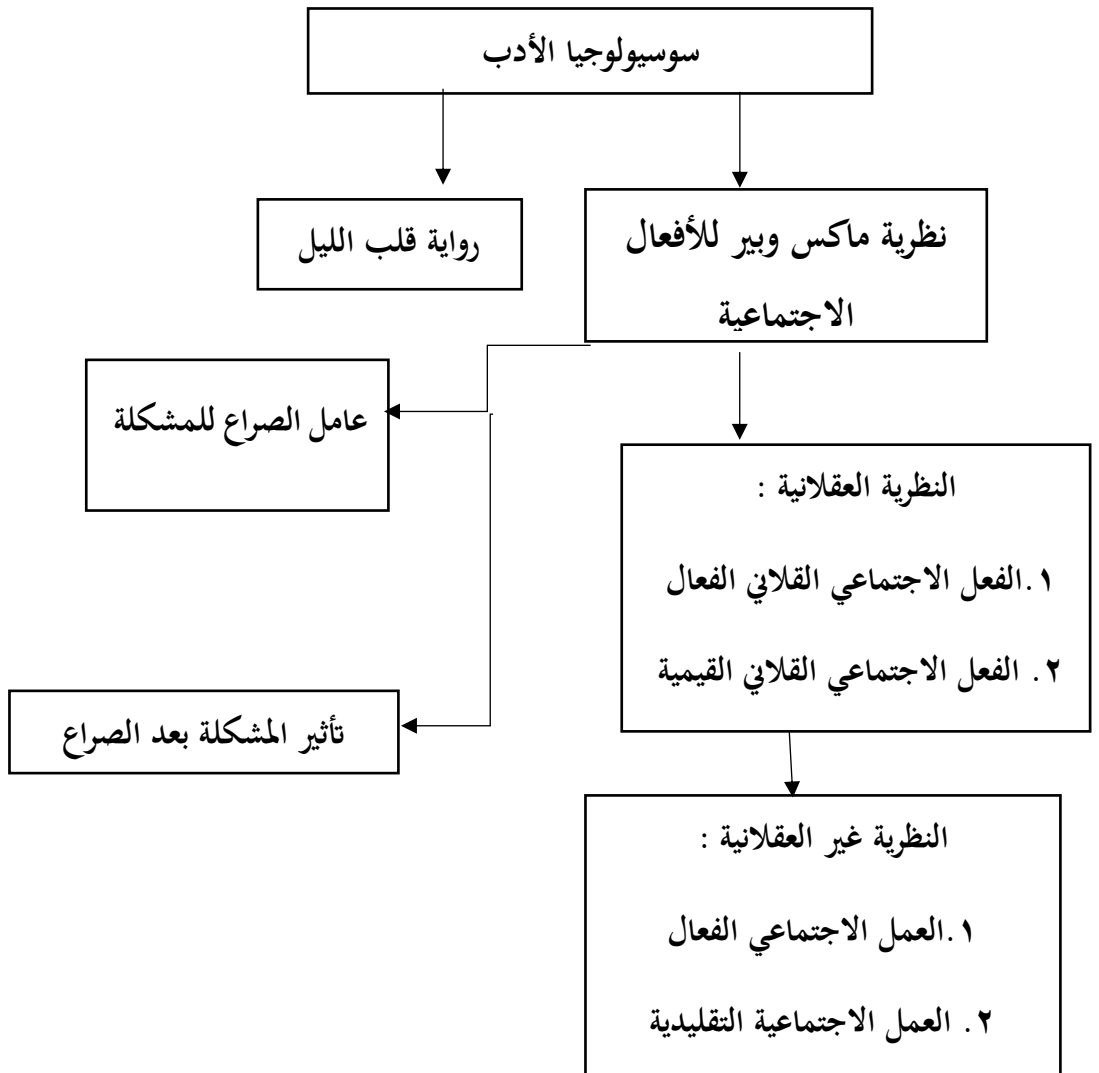 سوسيولوجيا الأدب
نظرية ماكس وبير للأفعال
الاجتماعية
رواية قلب الليل
عامل الصراع للمشكلة
النظرية العقلانية :
١.الفعل الاجتماعي القلاني الفعال
٢. الفعل الاجتماعي القلاني القيمية
تأثير المشكلة بعد الصراع
النظرية غير العقلانية :
١.العمل الاجتماعي الفعال
٢. العمل الاجتماعية التقليدية